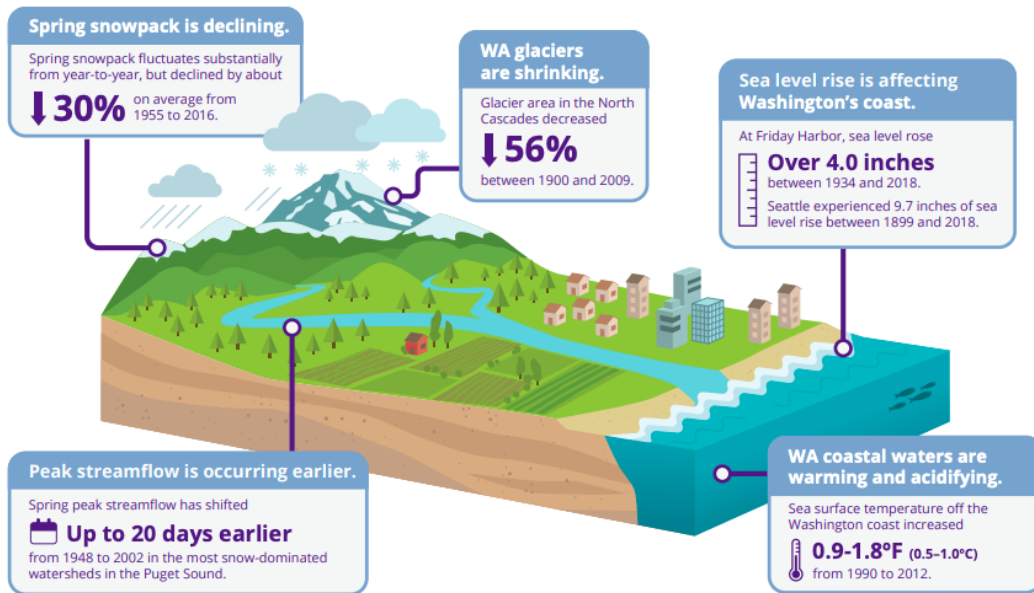 Spring snowpack is declining.
Spring snowpack fluctuates substantially
from year-to-year, but declined by about
30% on average from
1955 to 2016.
WA glaciers
are shrinking.
Glacier area in the North
Cascades decreased
56%
between 1900 and 2009.
Sea level rise is affecting
Washington's coast.
At Friday Harbor, sea level rose
Over 4.0 inches
between 1934 and 2018.
Seattle experienced 9.7 inches of sea
level rise between 1899 and 2018.
Peak streamflow is occurring earlier.
Spring peak streamflow has shifted
Up to 20 days earlier
from 1948 to 2002 in the most snow-dominated
watersheds in the Puget Sound.
WA coastal waters are
warming and acidifying.
Sea surface temperature off the
Washington coast increased
0.9-1.8°F (0.5–1.0°C)
from 1990 to 2012.